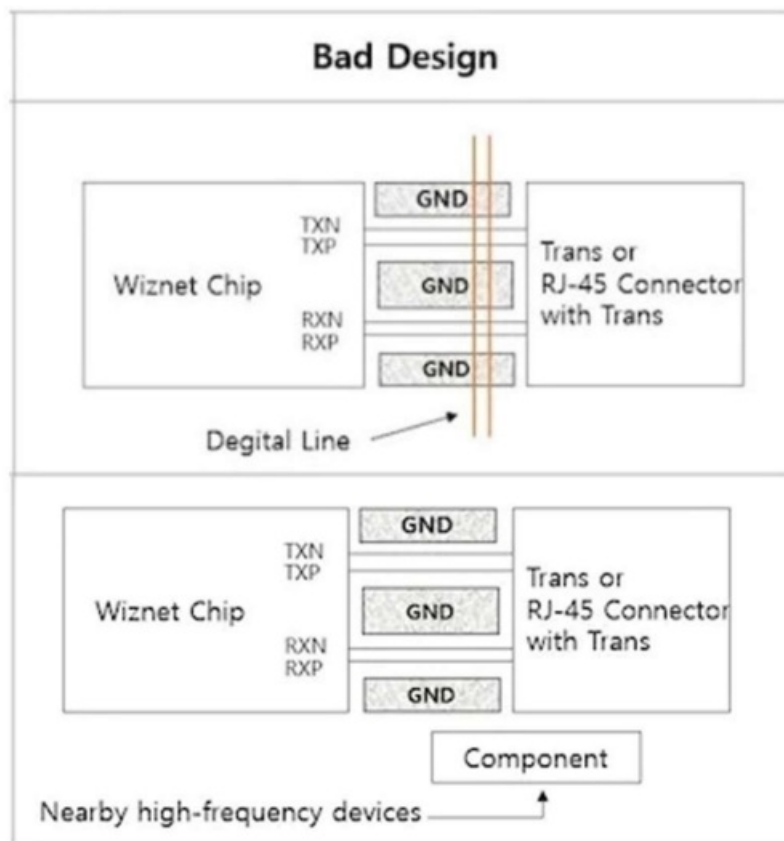 Bad Design
GND
TXN
TXP
Wiznet Chip
GND
Trans or
RJ-45 Connector
with Trans
RXN
RXP
GND
Degital Line
GND
TXN
TXP
Wiznet Chip
GND
Trans or
RJ-45 Connector
with Trans
RXN
RXP
GND
Component
Nearby high-frequency devices